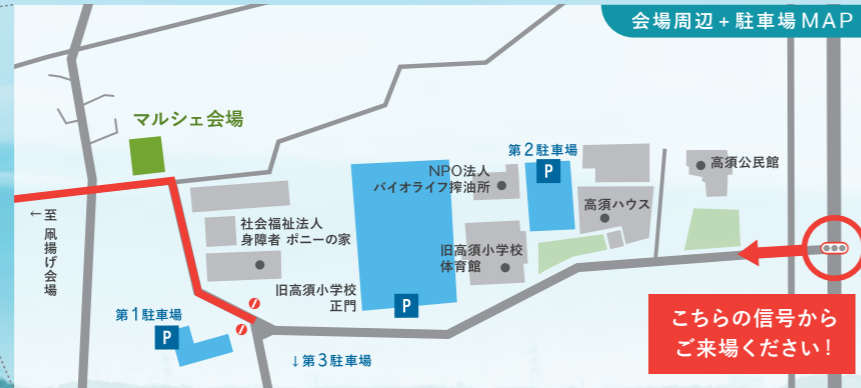 会場周辺+駐車場MAP
マルシェ会場
←至 凧揚げ会場
社会福祉法人
身障者 ポニーの家
第1駐車場
P
旧高須小学校
正門
↓第3駐車場
P
NPO法人
バイオライフ搾油所
旧高須小学校
体育館
第2駐車場
P
高須ハウス
高須公民館
こちらの信号から
ご来場ください!